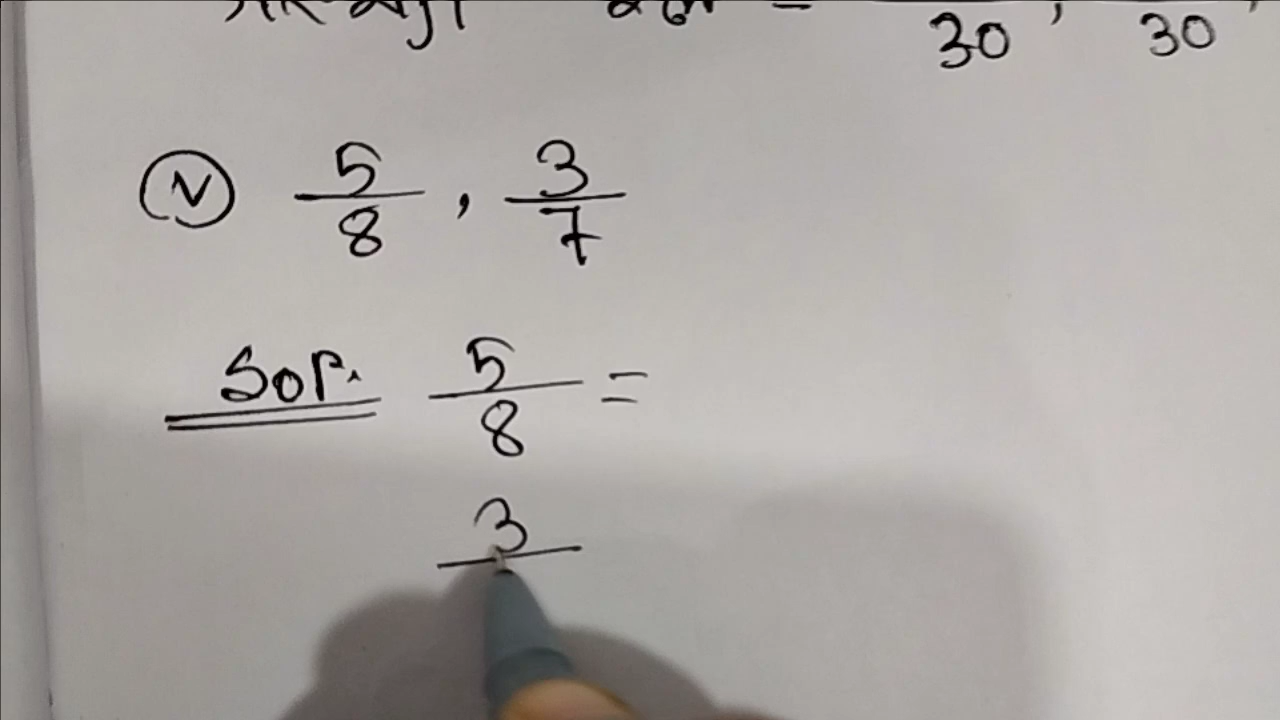 = 30 , 30 ,
(v) 5/8 , 3/7
Sol. 5/8 =
3